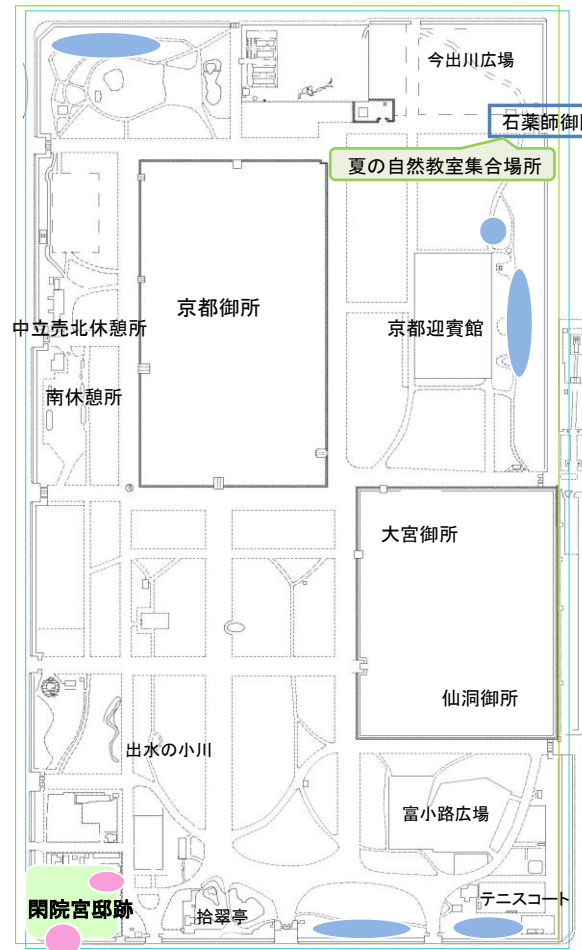 今出川広場
石薬師御
夏の自然教室集合場所
京都御所
京都迎賓館
中立売北休憩所
南休憩所
大宮御所
仙洞御所
出水の小川
富小路広場
閑院宮邸跡
拾翠亭
テニスコート